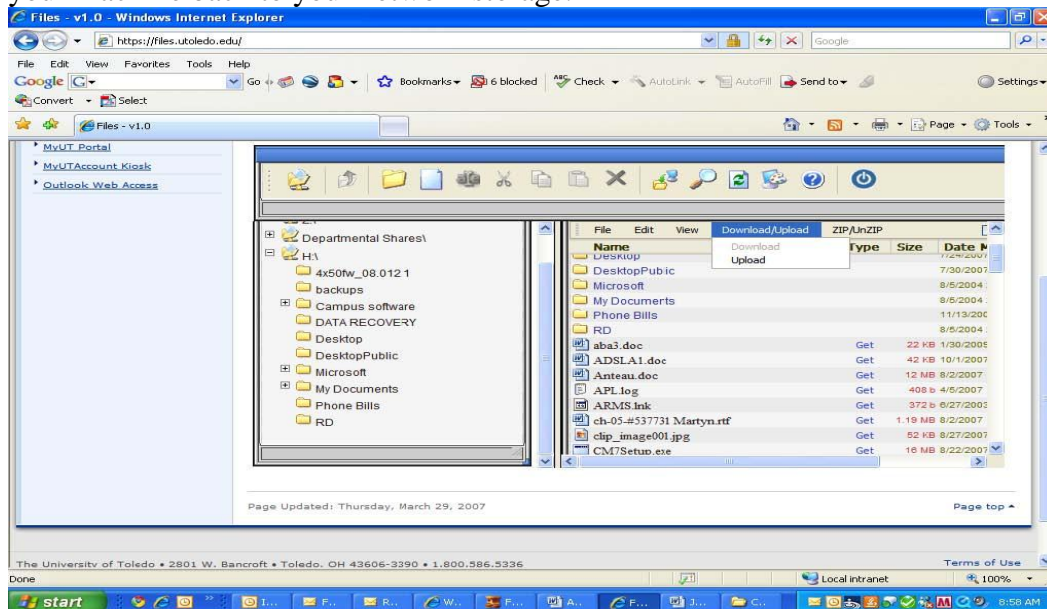 Files - v1.0 - Windows Internet Explorer
https://files.utoledo.edu/
Google
File Edit View Favorites Tools Help
Google G Go Bookmarks 6 blocked Check AutoLink AutoFill Send to Settings
Convert Select
Files - v1.0 Page Tools
MyUT Portal
MyUTAccount Kiosk
Outlook Web Access
Departmental Shares\
H:\
4x50fw_08.0121
backups
Campus software
DATA RECOVERY
Desktop
DesktopPublic
Microsoft
My Documents
Phone Bills
RD
File Edit View Download/Upload ZIP/UnZIP
Download
Upload
Name Type Size Date M
Desktop 7/24/2007
DesktopPublic 7/30/2007
Microsoft 8/5/2004
My Documents 8/5/2004
Phone Bills 11/13/200
RD 8/5/2004
aba3.doc Get 22 KB 1/30/2005
ADSLA1.doc Get 42 KB 10/1/2007
Anteau.doc Get 12 MB 8/2/2007
APL.log Get 408 b 4/5/2007
ARMS.lnk Get 372 b 6/27/2003
ch-05-#537731 Martyn.rtf Get 1.19 MB 8/2/2007
clip_image001.jpg Get 52 KB 8/27/2007
CM7Setup.exe Get 16 MB 8/22/2007
Page Updated: Thursday, March 29, 2007 Page top
The University of Toledo • 2801 W. Bancroft • Toledo, OH 43606-3390 • 1.800.586.5336 Terms of Use
Done Local intranet 100%
start I... F... R... W... F... A... F... J... C... 8:58 AM